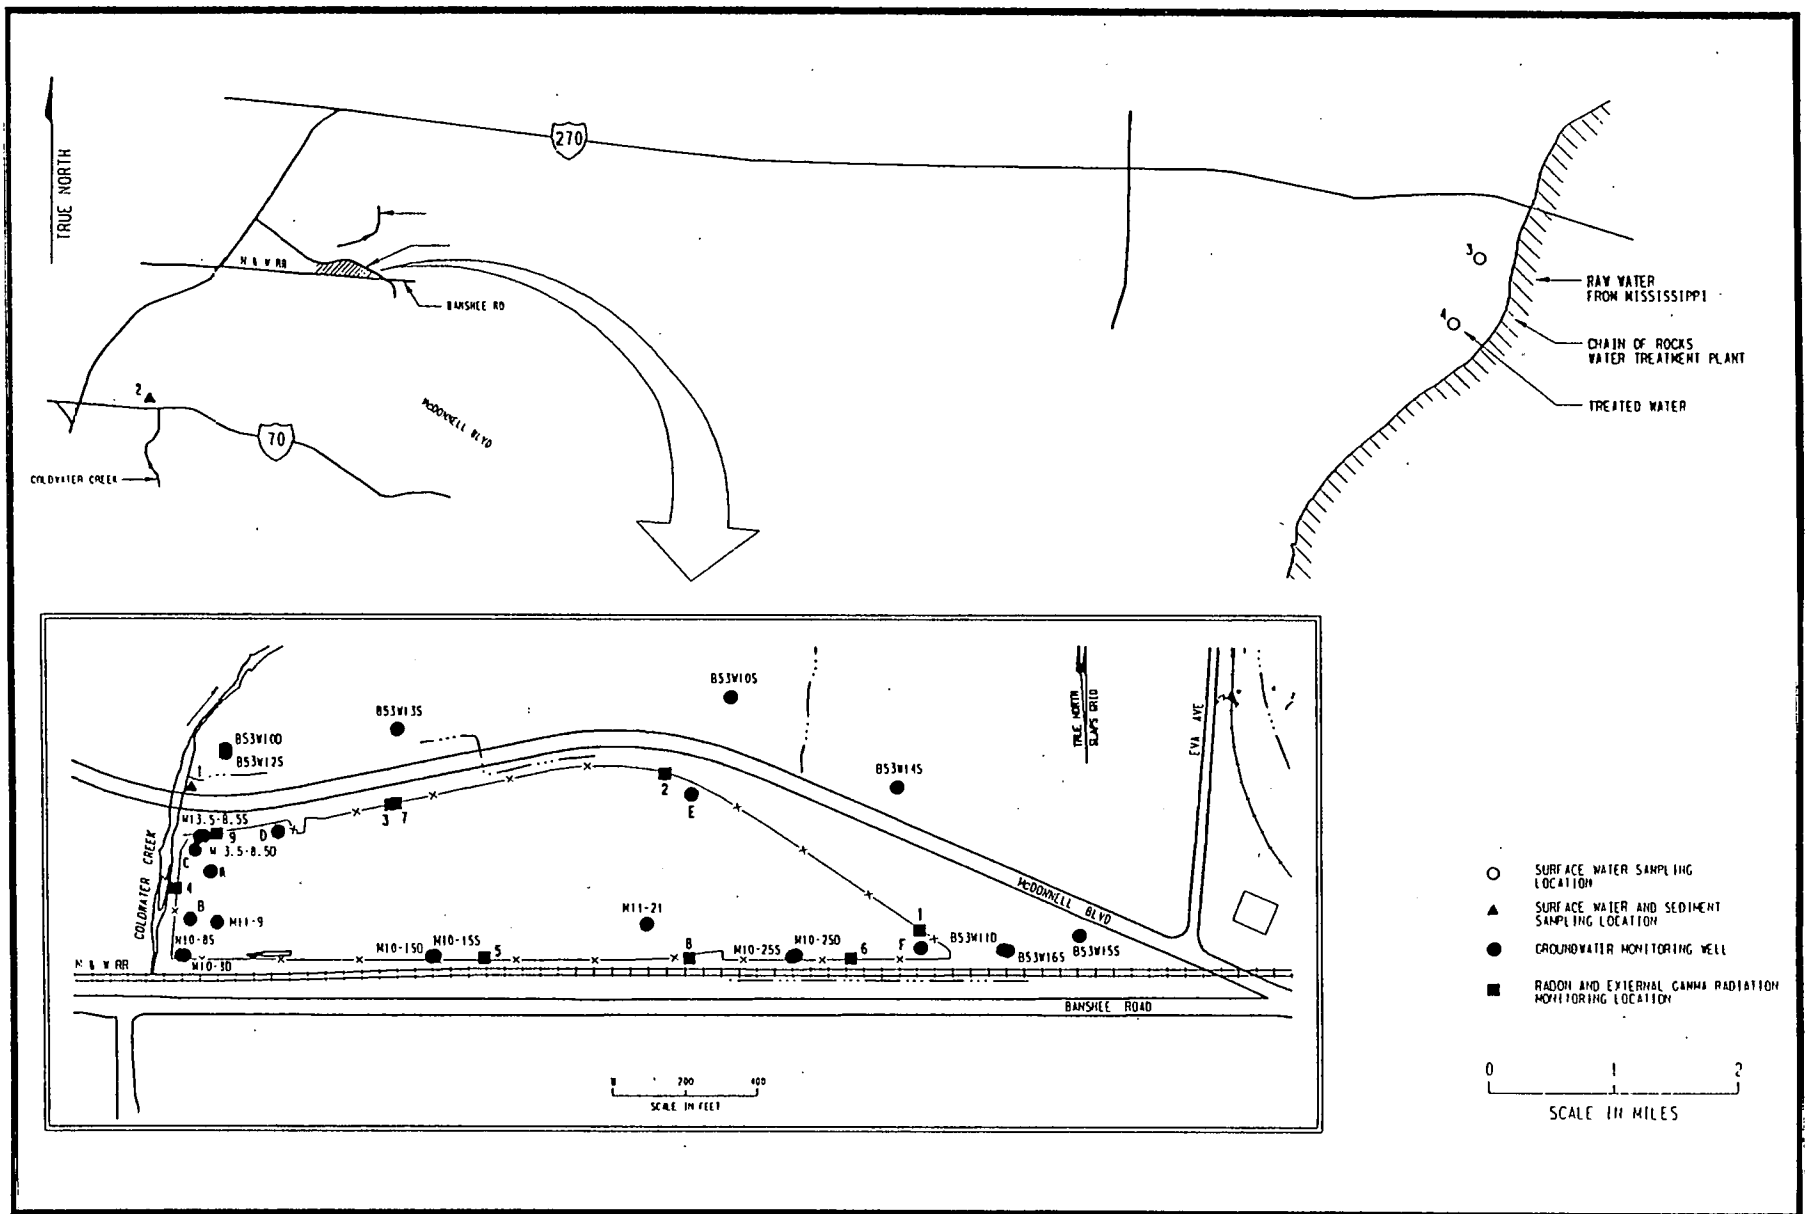 TRUE NORTH
270
N & W RR
BANSHEE RD
3
4
RAW WATER
FROM MISSISSIPPI
CHAIN OF ROCKS
WATER TREATMENT PLANT
TREATED WATER
2
70
McDONNELL BLVD
COLDWATER CREEK
B53W10S
B53W13S
B53W10D
B53W12S
1
TRUE NORTH
SLAPS GRID
EVA AVE
B53W14S
2
E
3
7
M13.5-8.5S
9
D
C
M 3.5-8.5D
A
4
COLDWATER CREEK
B
M11-9
M11-21
McDONNELL BLVD
1
F
M10-8S
M10-15D
M10-15S
5
8
M10-25S
M10-25D
6
B53W11D
B53W16S
B53W15S
N & W RR
BANSHEE ROAD
200
400
SCALE IN FEET
SURFACE WATER SAMPLING
LOCATION
SURFACE WATER AND SEDIMENT
SAMPLING LOCATION
GROUNDWATER MONITORING WELL
RADON AND EXTERNAL GAMMA RADIATION
MONITORING LOCATION
0
1
2
SCALE IN MILES